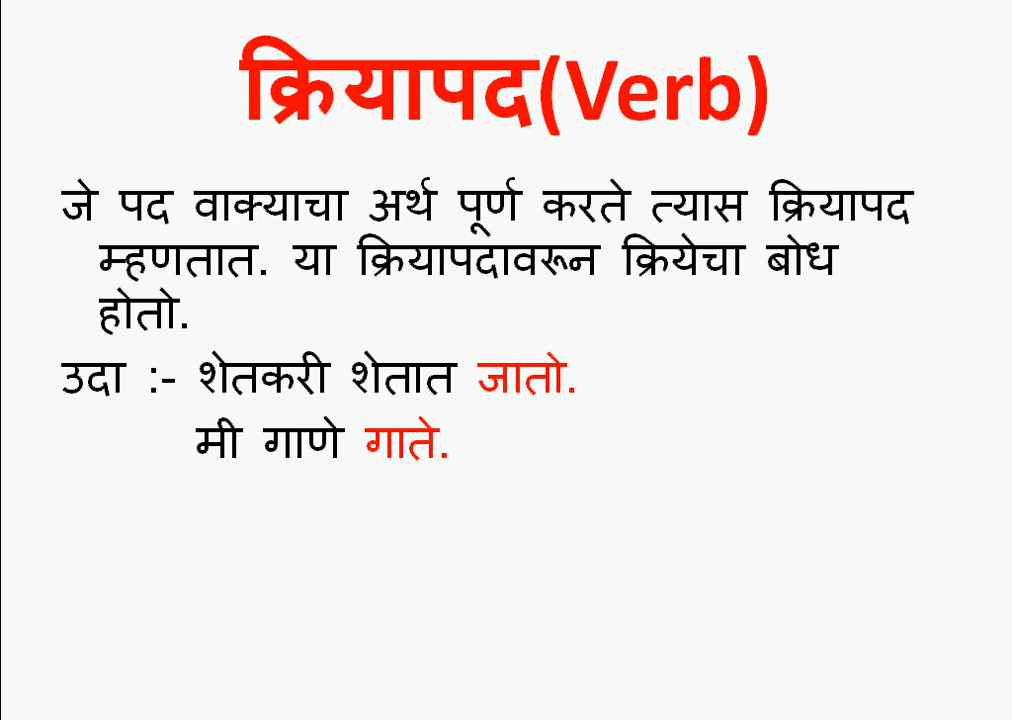 क्रियापद(Verb)
जे पद वाक्याचा अर्थ पूर्ण करते त्यास क्रियापद
म्हणतात. या क्रियापदावरून क्रियेचा बोध
होतो.
उदा :- शेतकरी शेतात जातो.
मी गाणे गाते.